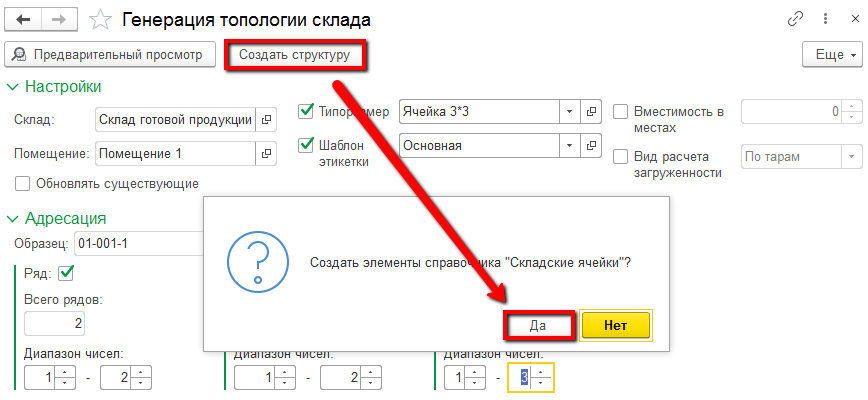 Генерация топологии склада
Предварительный просмотр
Создать структуру
Еще
Настройки
Склад: Склад готовой продукции
Типоразмер Ячейка 3*3
Вместимость в местах 0
Помещение: Помещение 1
Шаблон этикетки Основная
Вид расчета загруженности По тарам
Обновлять существующие
Адресация
Образец: 01-001-1
Создать элементы справочника "Складские ячейки"?
Да
Нет
Ряд:
Всего рядов:
2
Диапазон чисел:
1 - 2
Диапазон чисел:
1 - 2
Диапазон чисел:
1 - 3